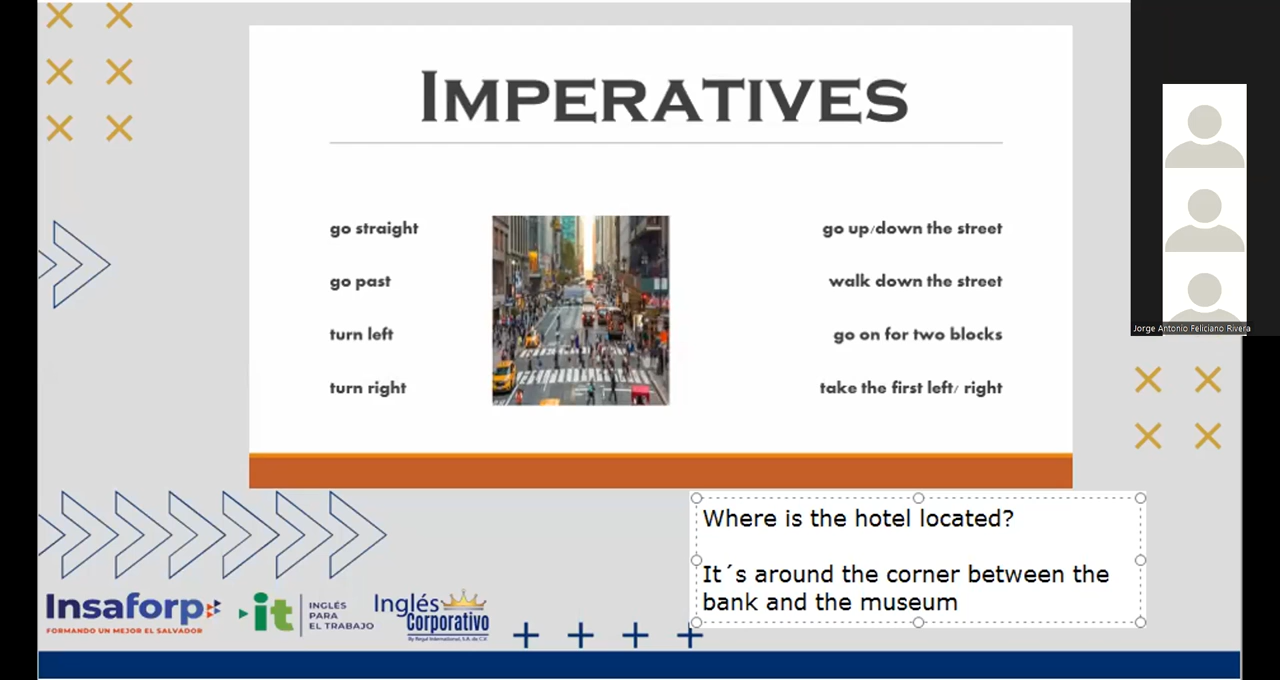 IMPERATIVES
go straight
go past
turn left
turn right
go up/down the street
walk down the street
go on for two blocks
take the first left/ right
Jorge Antonio Feliciano Rivera
Where is the hotel located?
It´s around the corner between the
bank and the museum
Insaforp
FORMANDO UN MEJOR EL SALVADOR
it
INGLÉS
PARA
EL TRABAJO
Inglés
Corporativo
By Regal International, S.A. de C.V.